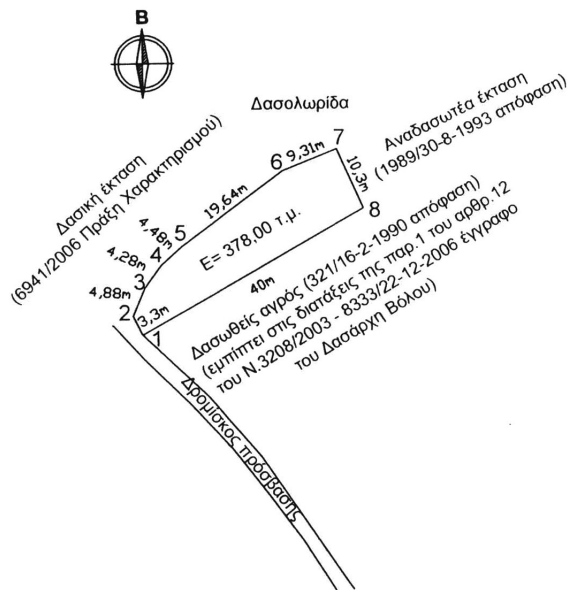 Β
Δασολωρίδα
Δασική έκταση
(6941/2006 Πράξη Χαρακτηρισμού)
Αναδασωτέα έκταση
(1989/30-8-1993 απόφαση)
7
6
9,31m
10,3m
8
19,64m
5
4,48m
4
4,28m
3
4,88m
2
3,3m
1
Ε= 378,00 τ.μ.
40m
Δασωθείς αγρός (321/16-2-1990 απόφαση)
(εμπίπτει στις διατάξεις της παρ.1 του αρθρ.12
του Ν.3208/2003 - 8333/22-12-2006 έγγραφο
του Δασάρχη Βόλου)
Δρομίσκος πρόσβασης